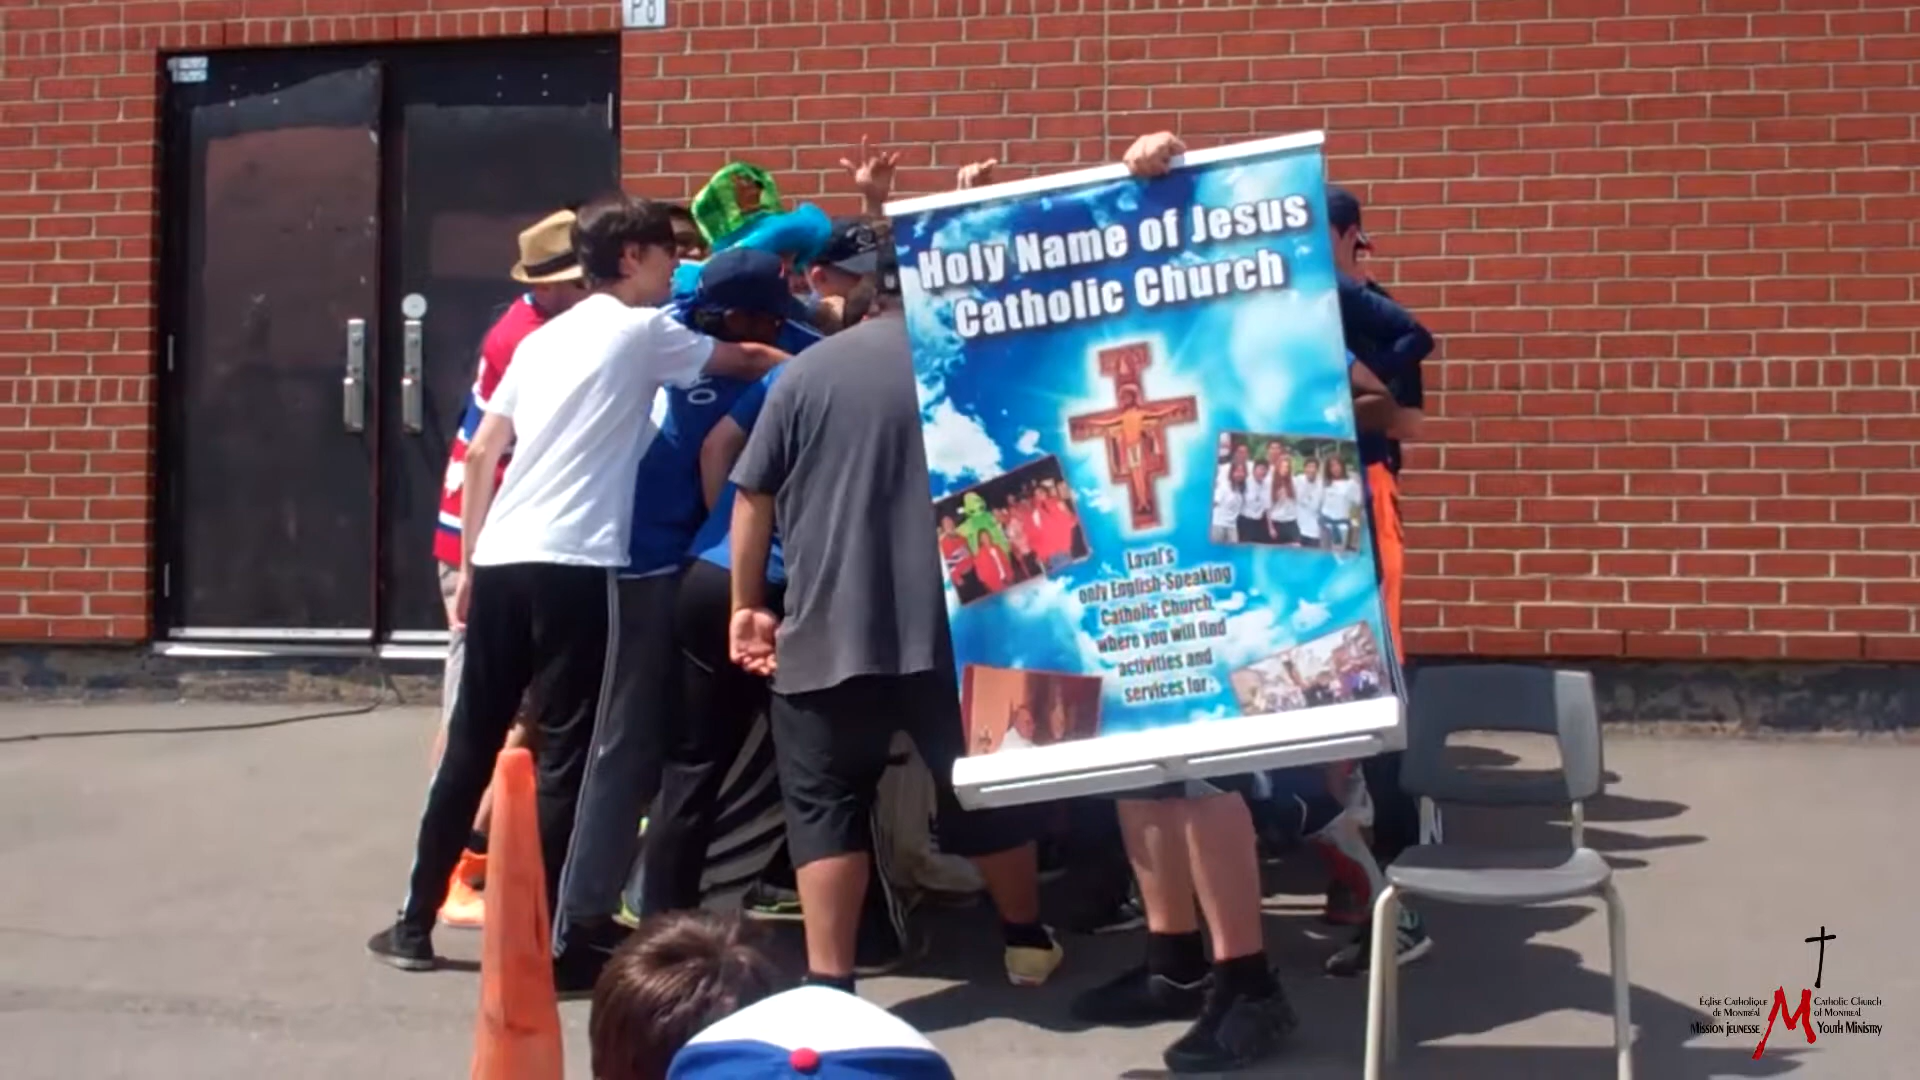 P8
Holy Name of Jesus
Catholic Church
Laval's
only English-Speaking
Catholic Church
where you will find
activities and
services for:
Église Catholique
de Montréal
Mission jeunesse
Catholic Church
of Montreal
Youth Ministry